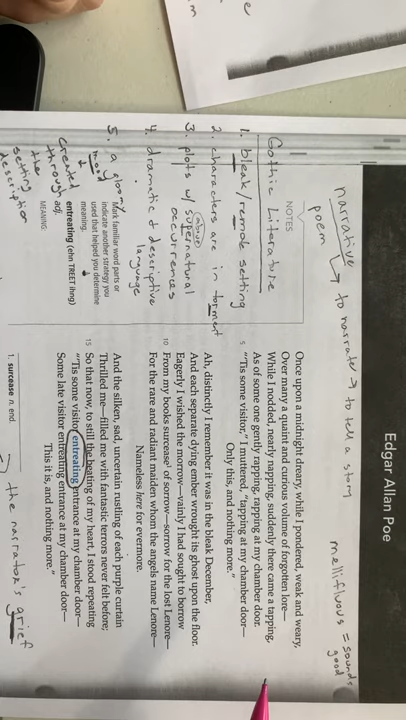 Edgar Allan Poe
narrative → to narrate → to tell a story
poem
mellifluous = sounds
good
NOTES
Gothic Literature
1. bleak/remote setting
2. characters are in torment
(above)
3. plots w/ supernatural
occurrences
4. dramatic & descriptive
language
5. a gloomy
mood
↓
created
through
the
setting or
description
Mark familiar word parts or
indicate another strategy you
used that helped you determine
meaning.
entreating (ehn TREET ihng)
adj.
MEANING:
Once upon a midnight dreary, while I pondered, weak and weary,
Over many a quaint and curious volume of forgotten lore—
While I nodded, nearly napping, suddenly there came a tapping,
As of some one gently rapping, rapping at my chamber door.
5 "'Tis some visitor," I muttered, "tapping at my chamber door—
Only this, and nothing more."
Ah, distinctly I remember it was in the bleak December,
And each separate dying ember wrought its ghost upon the floor.
Eagerly I wished the morrow—vainly I had sought to borrow
10 From my books surcease¹ of sorrow—sorrow for the lost Lenore—
For the rare and radiant maiden whom the angels name Lenore—
Nameless here for evermore.
And the silken, sad, uncertain rustling of each purple curtain
Thrilled me—filled me with fantastic terrors never felt before;
15 So that now, to still the beating of my heart, I stood repeating
"'Tis some visitor entreating entrance at my chamber door—
Some late visitor entreating entrance at my chamber door—
This it is, and nothing more."
1. surcease n. end.
→ the narrator's grief